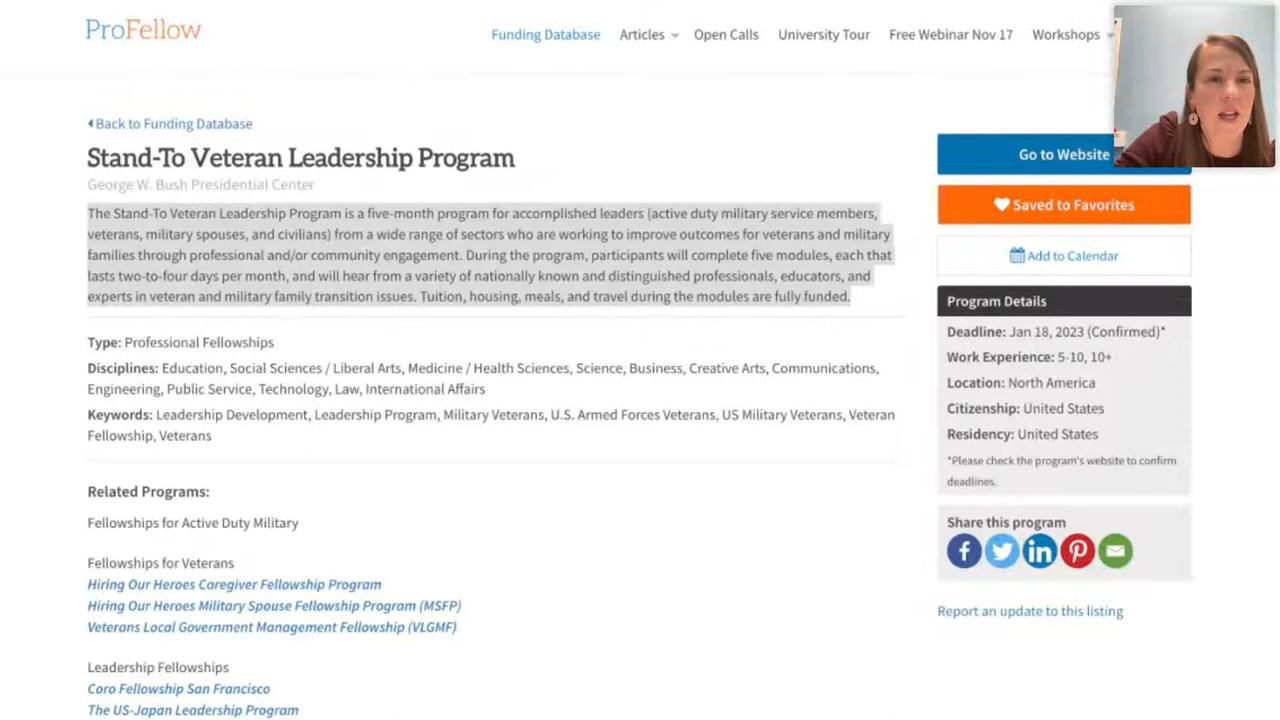 ProFellow
Funding Database
Articles
Open Calls
University Tour
Free Webinar Nov 17
Workshops
Back to Funding Database
Stand-To Veteran Leadership Program
George W. Bush Presidential Center
The Stand-To Veteran Leadership Program is a five-month program for accomplished leaders (active duty military service members,
veterans, military spouses, and civilians) from a wide range of sectors who are working to improve outcomes for veterans and military
families through professional and/or community engagement. During the program, participants will complete five modules, each that
lasts two-to-four days per month, and will hear from a variety of nationally known and distinguished professionals, educators, and
experts in veteran and military family transition issues. Tuition, housing, meals, and travel during the modules are fully funded.
Type: Professional Fellowships
Disciplines: Education, Social Sciences / Liberal Arts, Medicine / Health Sciences, Science, Business, Creative Arts, Communications,
Engineering, Public Service, Technology, Law, International Affairs
Keywords: Leadership Development, Leadership Program, Military Veterans, U.S. Armed Forces Veterans, US Military Veterans, Veteran
Fellowship, Veterans
Related Programs:
Fellowships for Active Duty Military
Fellowships for Veterans
Hiring Our Heroes Caregiver Fellowship Program
Hiring Our Heroes Military Spouse Fellowship Program (MSFP)
Veterans Local Government Management Fellowship (VLGMF)
Leadership Fellowships
Coro Fellowship San Francisco
The US-Japan Leadership Program
Go to Website
Saved to Favorites
Add to Calendar
Program Details
Deadline: Jan 18, 2023 (Confirmed)*
Work Experience: 5-10, 10+
Location: North America
Citizenship: United States
Residency: United States
*Please check the program's website to confirm
deadlines.
Share this program
Report an update to this listing